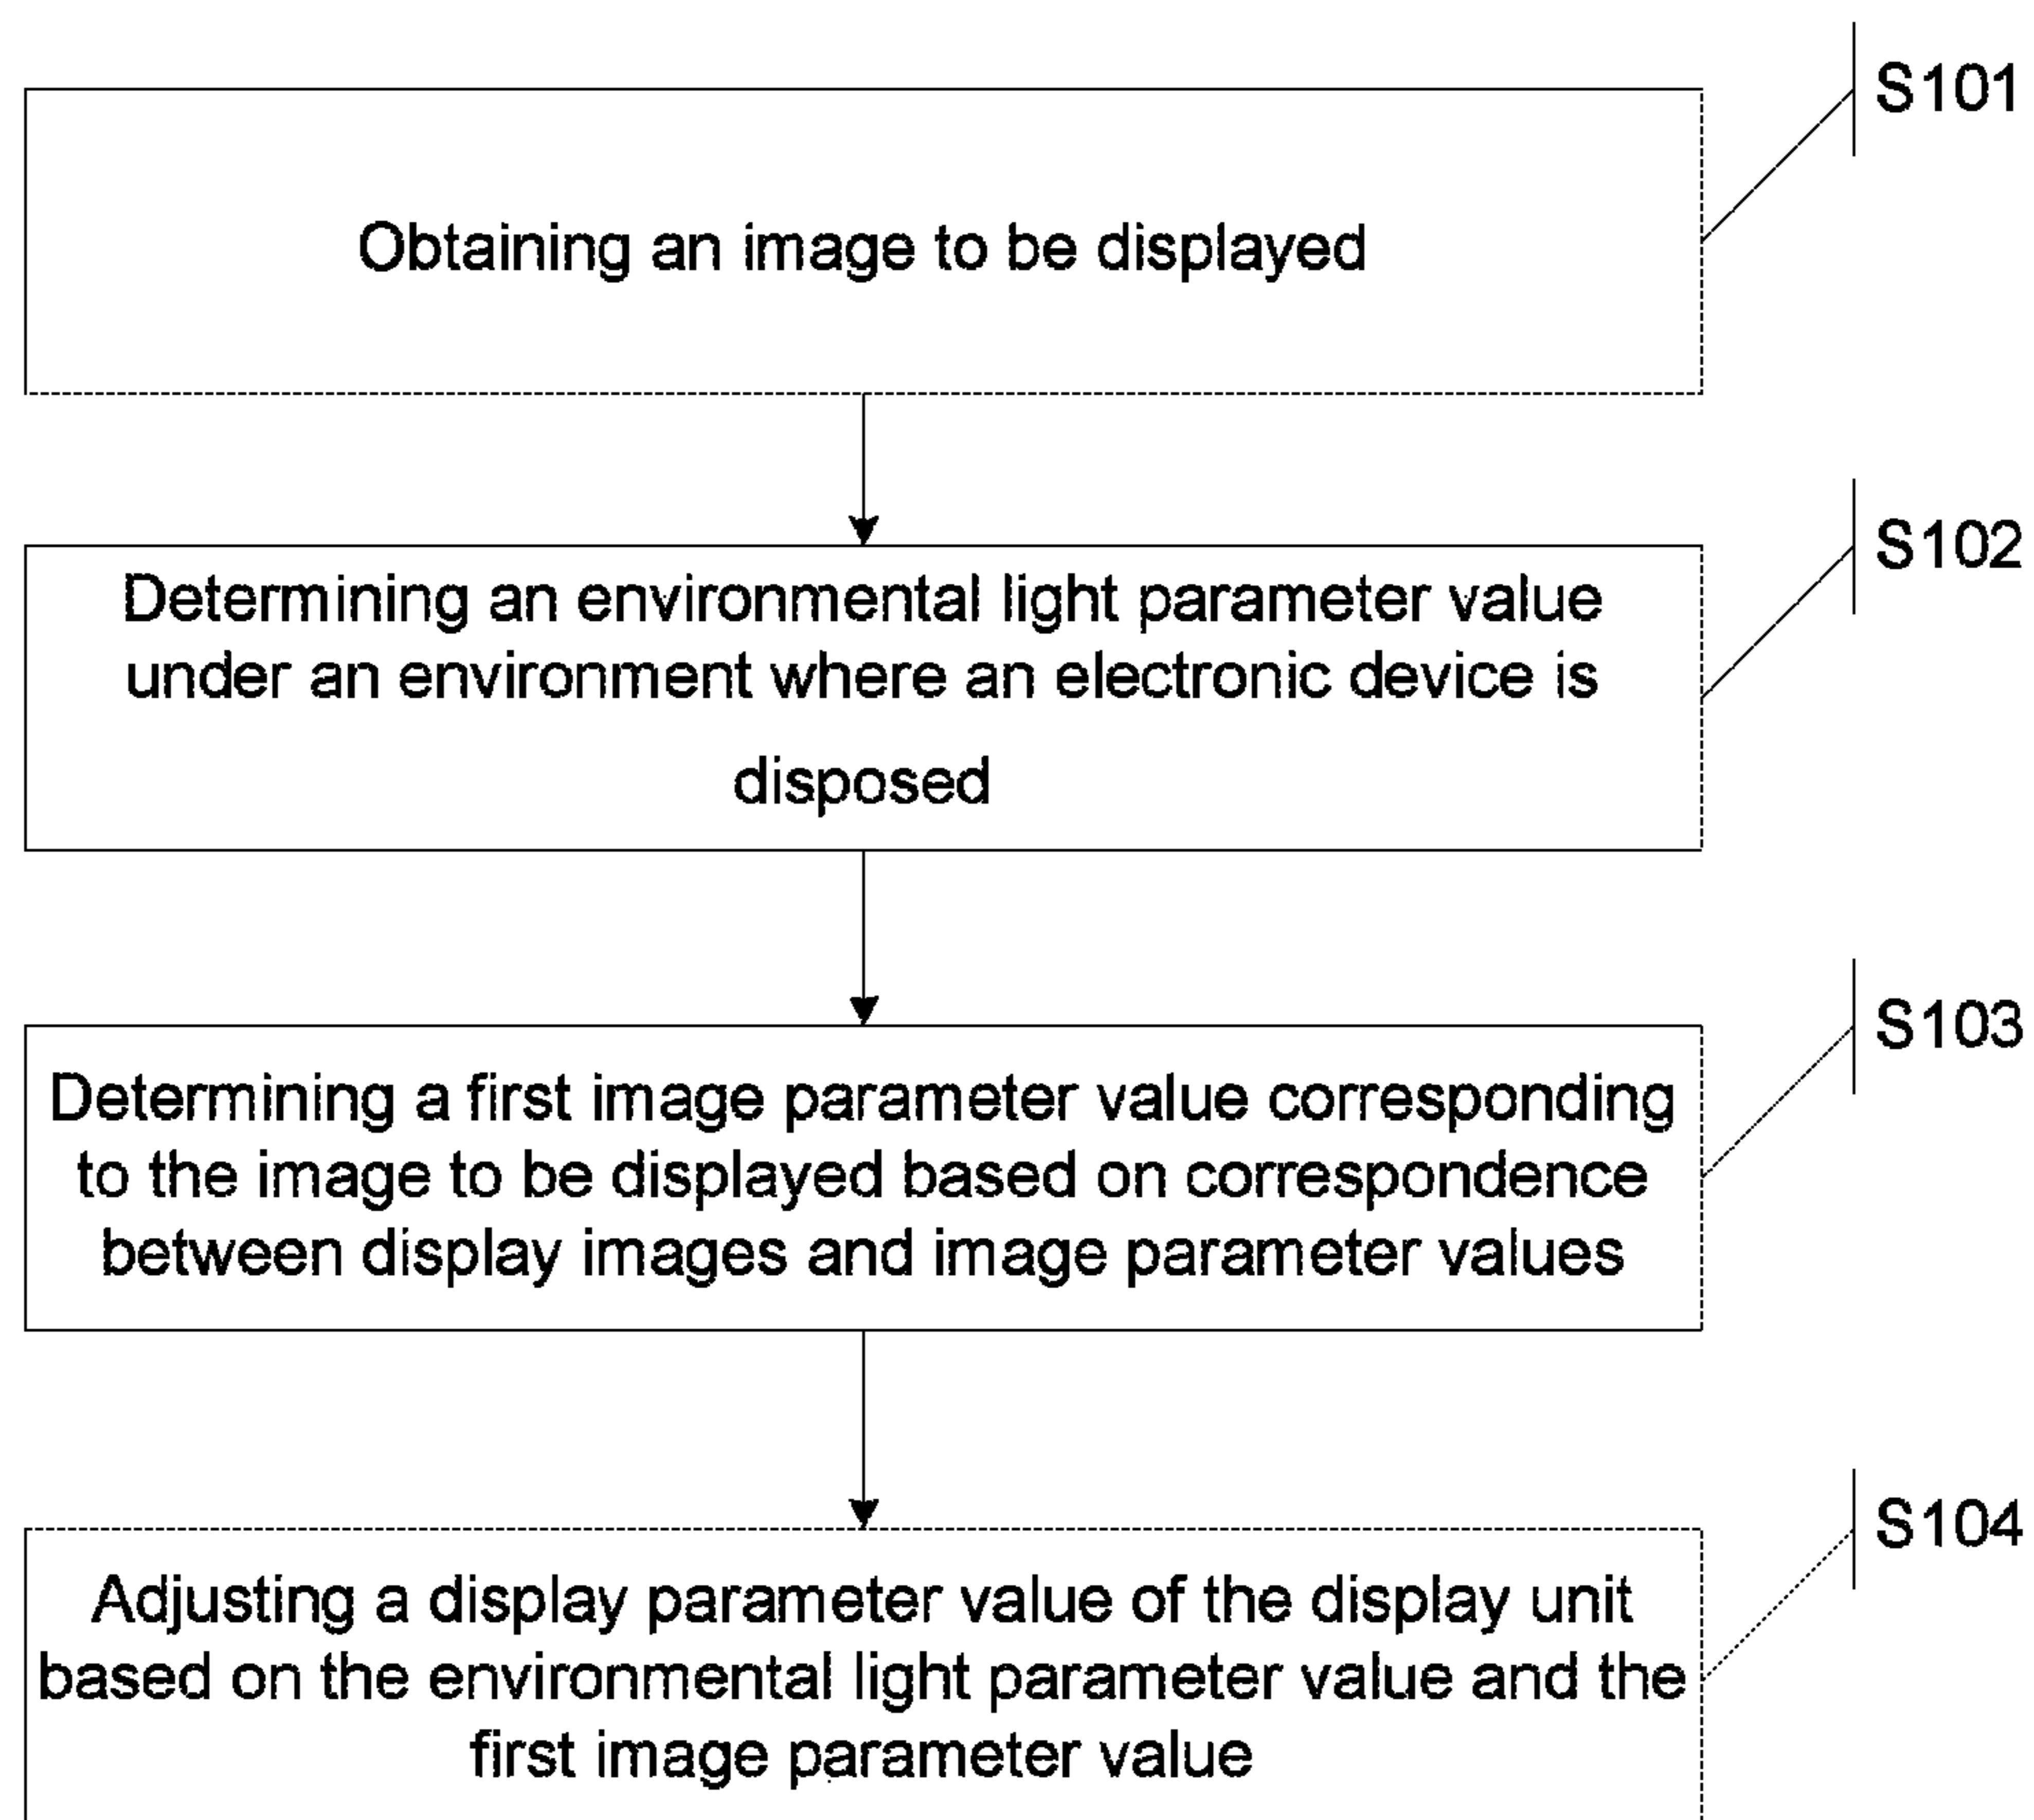 S101
Obtaining an image to be displayed
S102
Determining an environmental light parameter value
under an environment where an electronic device is
disposed
S103
Determining a first image parameter value corresponding
to the image to be displayed based on correspondence
between display images and image parameter values
S104
Adjusting a display parameter value of the display unit
based on the environmental light parameter value and the
first image parameter value